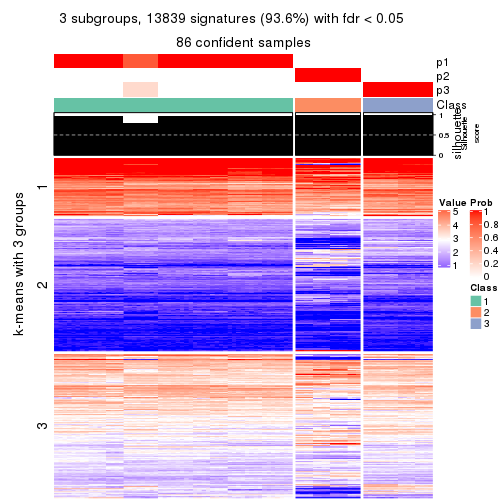 3 subgroups, 13839 signatures (93.6%) with fdr < 0.05
86 confident samples
p1
p2
p3
Class
silhouette
Silhouette
score
1
0.5
0
k-means with 3 groups
1
2
3
Value
5
4
3
2
1
Prob
1
0.8
0.6
0.4
0.2
0
Class
1
2
3